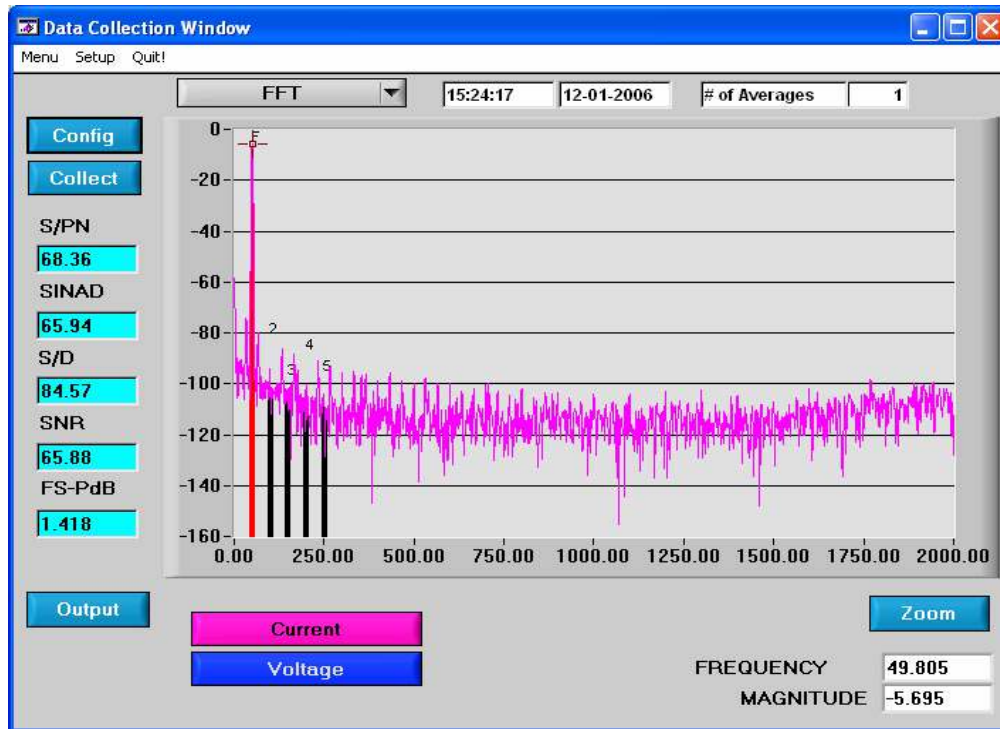 Data Collection Window
Menu Setup Quit!
FFT 15:24:17 12-01-2006 # of Averages 1
Config
Collect
S/PN
68.36
SINAD
65.94
S/D
84.57
SNR
65.88
FS-PdB
1.418
Output
0
-20
-40
-60
-80
-100
-120
-140
-160
F
2
3
4
5
0.00 250.00 500.00 750.00 1000.00 1250.00 1500.00 1750.00 2000.00
Current
Voltage
Zoom
FREQUENCY 49.805
MAGNITUDE -5.695